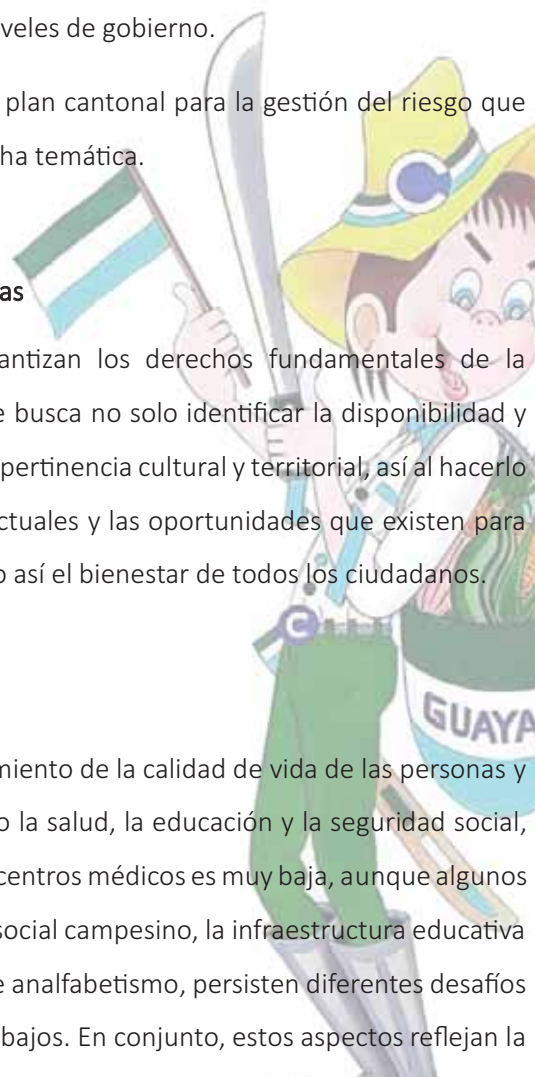 veles de gobierno.
plan cantonal para la gestión del riesgo que
ha temática.
as
antizan los derechos fundamentales de la
e busca no solo identificar la disponibilidad y
pertinencia cultural y territorial, así al hacerlo
ctuales y las oportunidades que existen para
o así el bienestar de todos los ciudadanos.
C
C
GUAYA
miento de la calidad de vida de las personas y
o la salud, la educación y la seguridad social,
centros médicos es muy baja, aunque algunos
social campesino, la infraestructura educativa
e analfabetismo, persisten diferentes desafíos
bajos. En conjunto, estos aspectos reflejan la